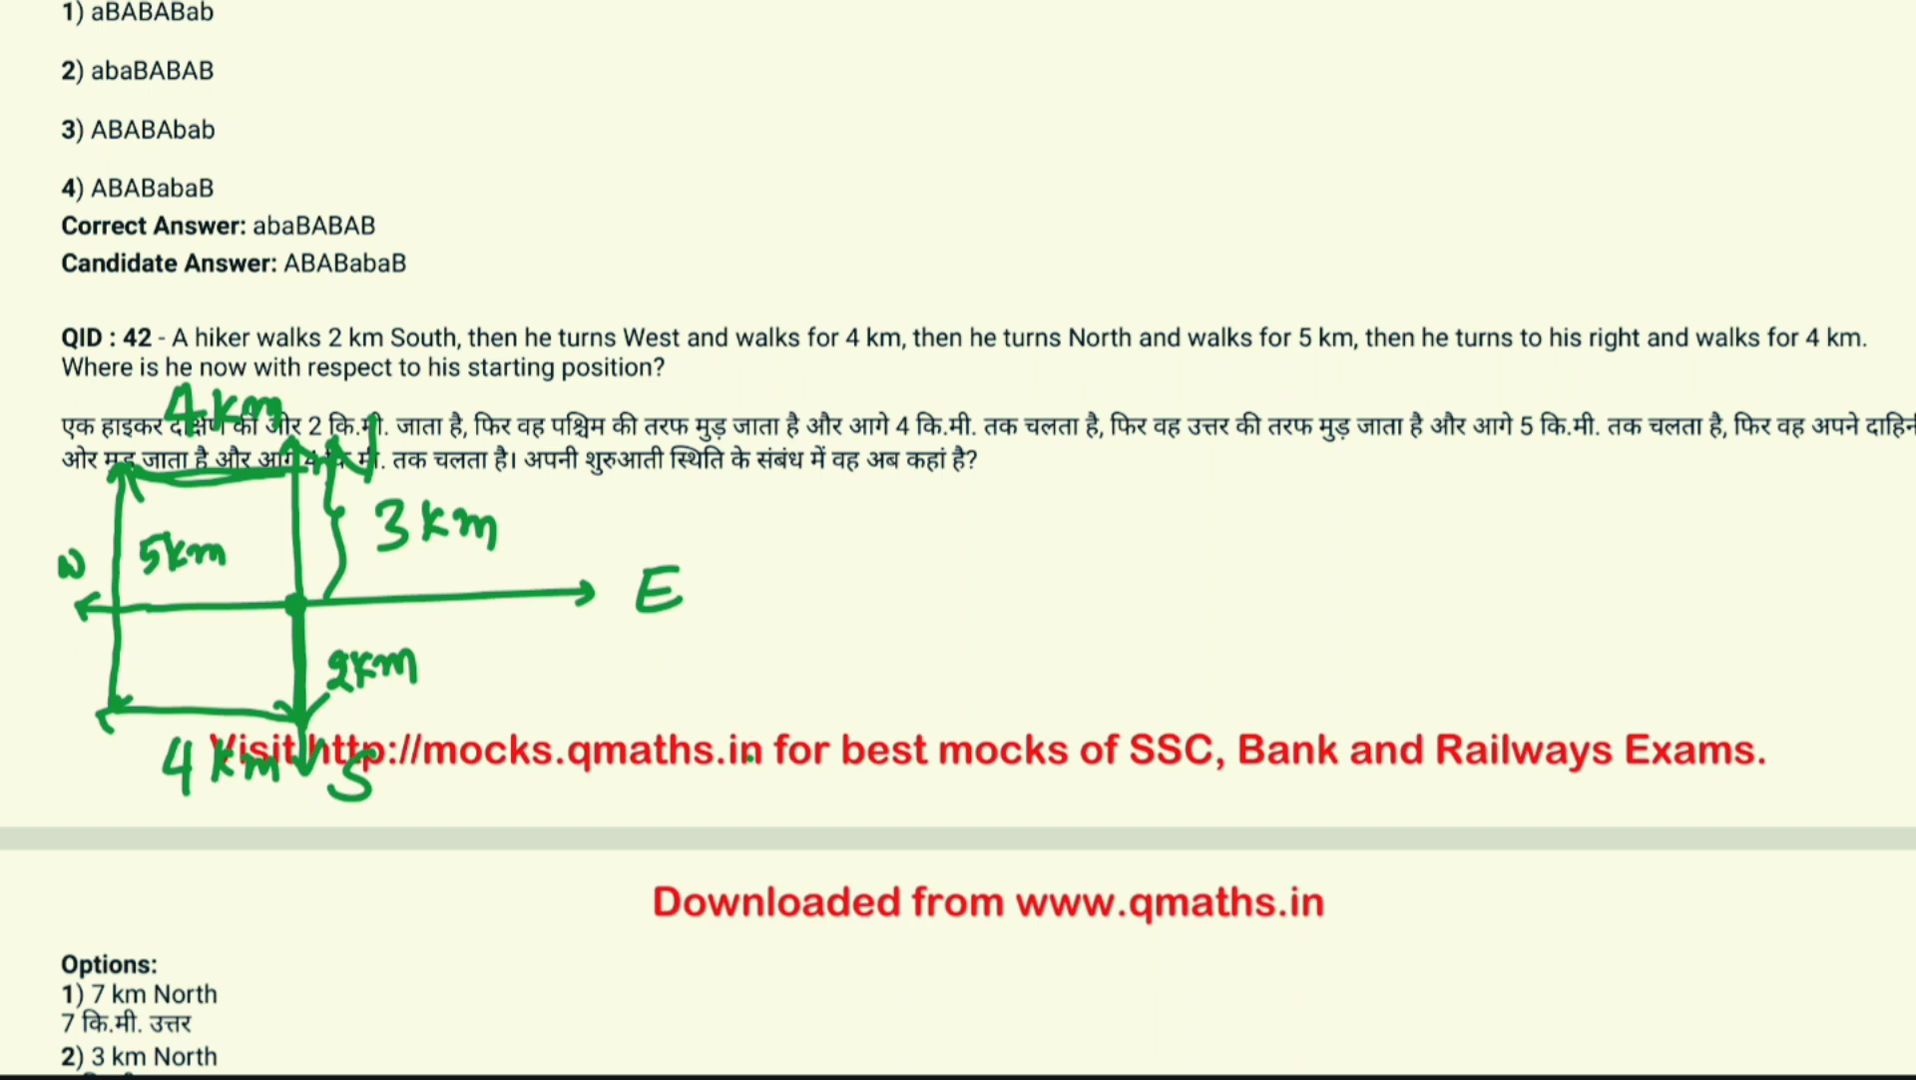 1) aBABABab
2) abaBABAB
3) ABABAbab
4) ABABabaB
Correct Answer: abaBABAB
Candidate Answer: ABABabaB
QID : 42 - A hiker walks 2 km South, then he turns West and walks for 4 km, then he turns North and walks for 5 km, then he turns to his right and walks for 4 km.
Where is he now with respect to his starting position?
4km
एक हाइकर दक्षिण की ओर 2 कि.मी. जाता है, फिर वह पश्चिम की तरफ मुड़ जाता है और आगे 4 कि.मी. तक चलता है, फिर वह उत्तर की तरफ मुड़ जाता है और आगे 5 कि.मी. तक चलता है, फिर वह अपने
ओर मुड़ जाता है और आगे 4 कि.मी. तक चलता है। अपनी शुरुआती स्थिति के संबंध में वह अब कहां है?
N
3km
5km
W
E
2km
4km
S
Visit http://mocks.qmaths.in for best mocks of SSC, Bank and Railways Exams.
Downloaded from www.qmaths.in
Options:
1) 7 km North
7 कि.मी. उत्तर
2) 3 km North